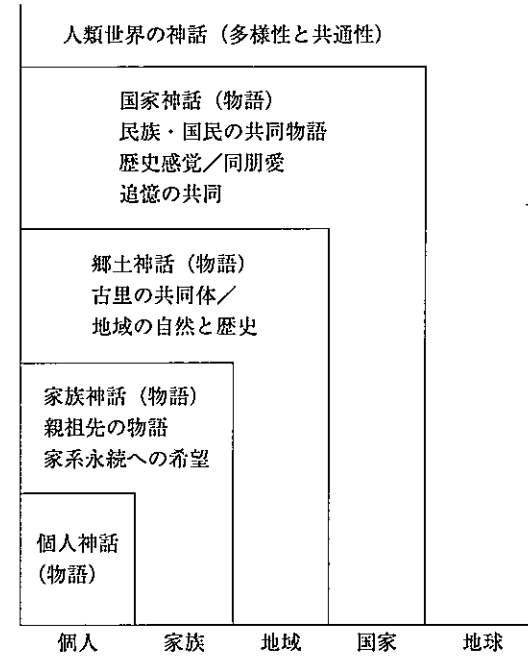 人類世界の神話（多様性と共通性）
国家神話（物語）
民族・国民の共同物語
歴史感覚／同朋愛
追憶の共同
郷土神話（物語）
古里の共同体／
地域の自然と歴史
家族神話（物語）
親祖先の物語
家系永続への希望
個人神話
（物語）
個人
家族
地域
国家
地球